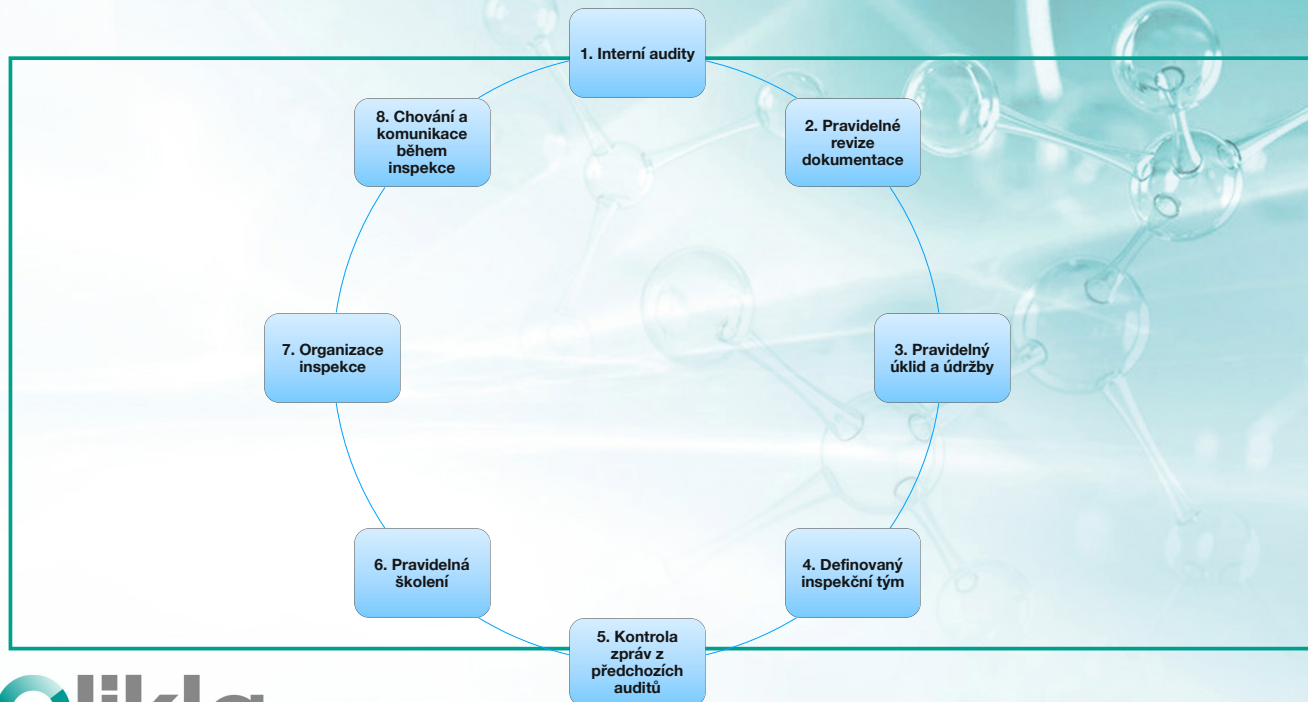 1. Interní audity
2. Pravidelné
revize
dokumentace
3. Pravidelný
úklid a údržby
4. Definovaný
inspekční tým
5. Kontrola
zpráv z
předchozích
auditů
6. Pravidelná
školení
7. Organizace
inspekce
8. Chování a
komunikace
během
inspekce